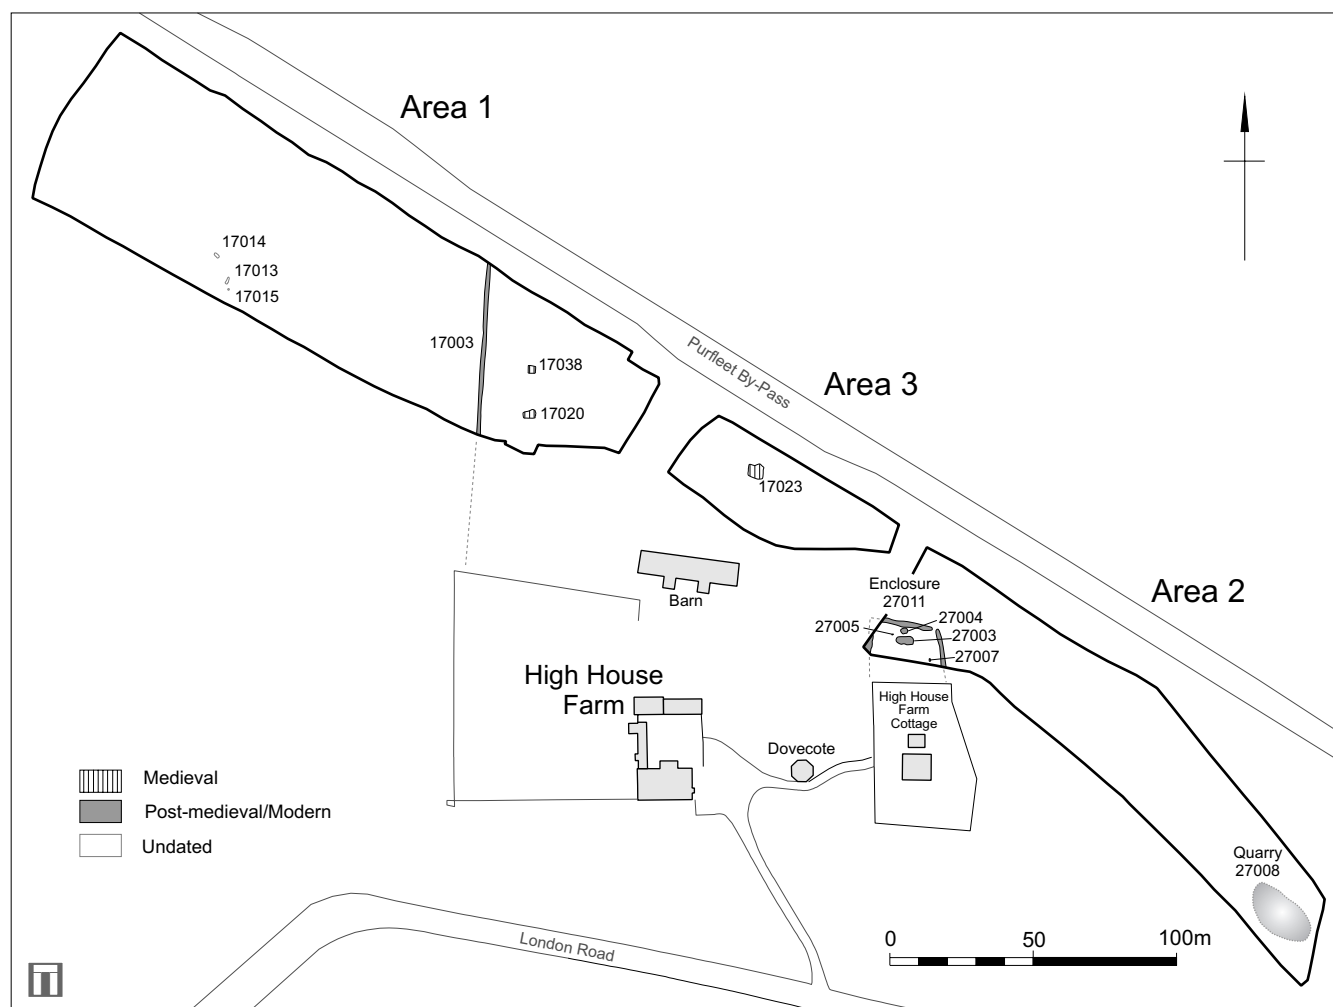 Area 1
17014
17013
17015
17003
17038
17020
Purfleet By-Pass
Area 3
17023
Area 2
Enclosure
27011
27004
27005
27003
27007
Barn
High House
Farm
High House
Farm
Cottage
Dovecote
Medieval
Post-medieval/Modern
Undated
Quarry
27008
London Road
0
50
100m